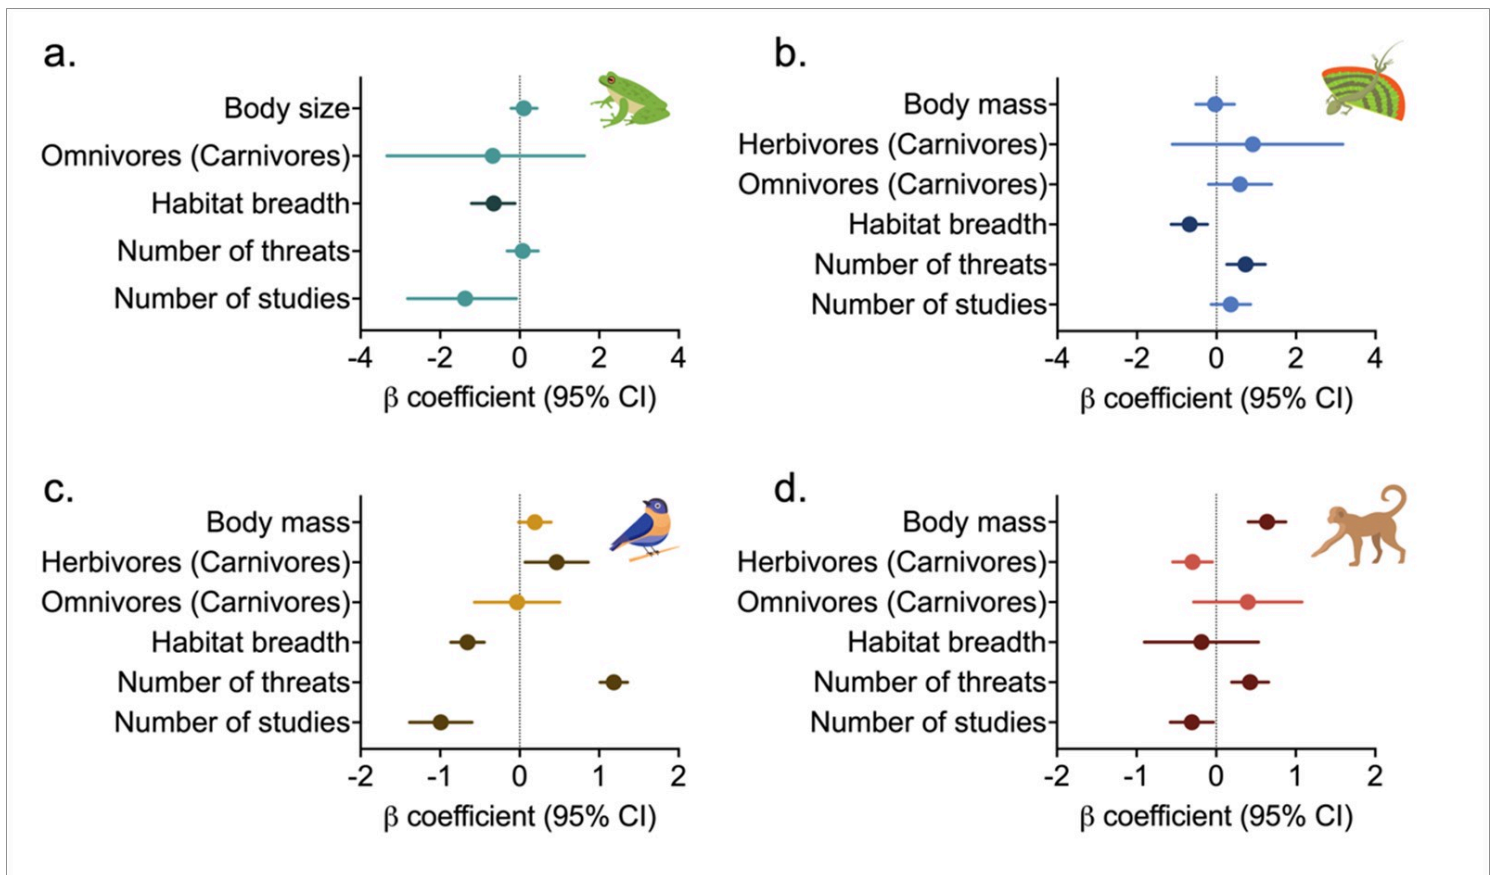 a.
Body size
Omnivores (Carnivores)
Habitat breadth
Number of threats
Number of studies
-4 -2 0 2 4
β coefficient (95% CI)
b.
Body mass
Herbivores (Carnivores)
Omnivores (Carnivores)
Habitat breadth
Number of threats
Number of studies
-4 -2 0 2 4
β coefficient (95% CI)
c.
Body mass
Herbivores (Carnivores)
Omnivores (Carnivores)
Habitat breadth
Number of threats
Number of studies
-2 -1 0 1 2
β coefficient (95% CI)
d.
Body mass
Herbivores (Carnivores)
Omnivores (Carnivores)
Habitat breadth
Number of threats
Number of studies
-2 -1 0 1 2
β coefficient (95% CI)